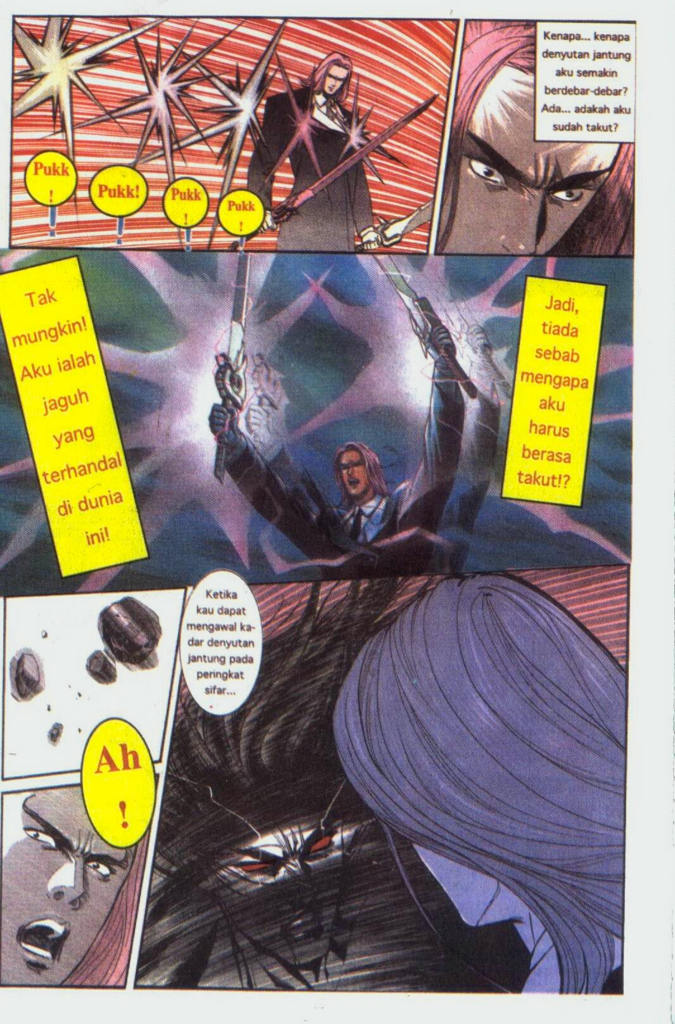 Pukk
!
Pukk!
Pukk
!
Pukk
!
Kenapa... kenapa
denyutan jantung
aku semakin
berdebar-debar?
Ada... adakah aku
sudah takut?
Tak
mungkin!
Aku ialah
jaguh
yang
terhandal
di dunia
ini!
Jadi,
tiada
sebab
mengapa
aku
harus
berasa
takut!?
Ketika
kau dapat
mengawal ka-
dar denyutan
jantung pada
peringkat
sifar...
Ah
!